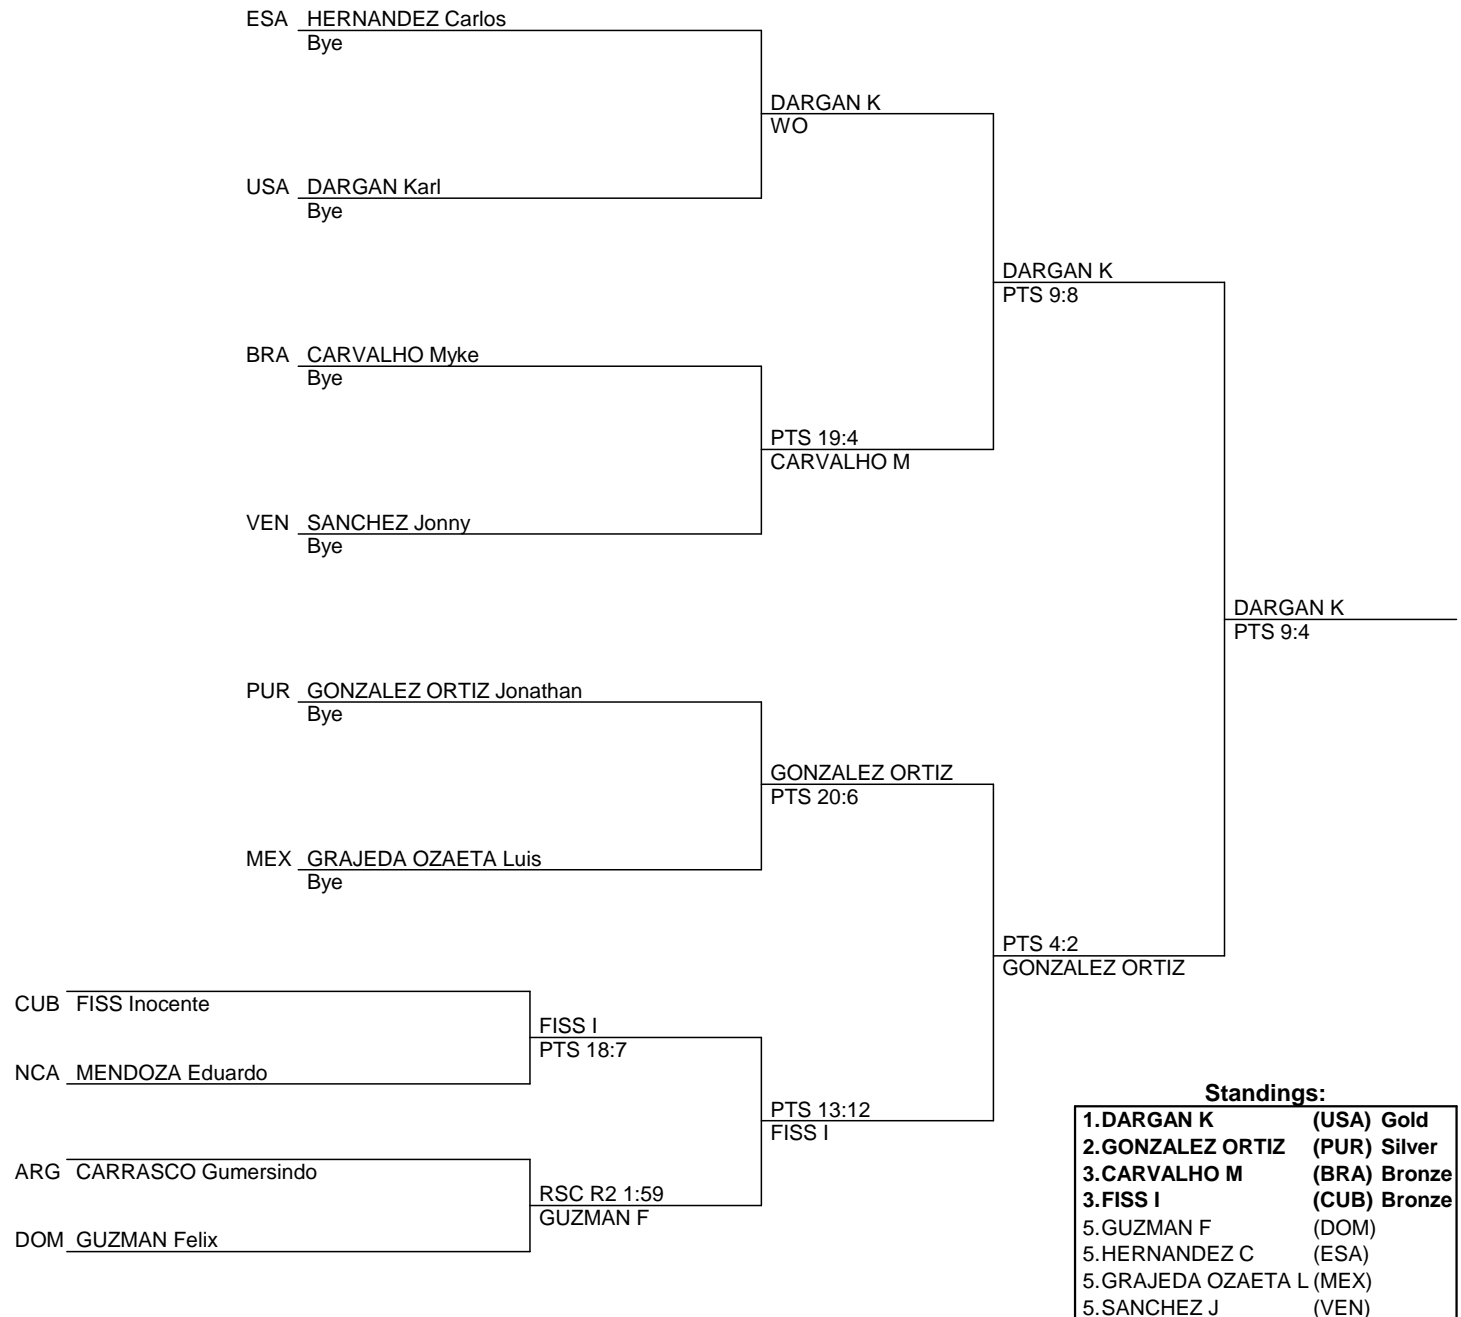 ESA HERNANDEZ Carlos
Bye
DARGAN K
WO
USA DARGAN Karl
Bye
DARGAN K
PTS 9:8
BRA CARVALHO Myke
Bye
PTS 19:4
CARVALHO M
VEN SANCHEZ Jonny
Bye
DARGAN K
PTS 9:4
PUR GONZALEZ ORTIZ Jonathan
Bye
GONZALEZ ORTIZ
PTS 20:6
MEX GRAJEDA OZAETA Luis
Bye
PTS 4:2
GONZALEZ ORTIZ
CUB FISS Inocente
FISS I
PTS 18:7
NCA MENDOZA Eduardo
PTS 13:12
FISS I
ARG CARRASCO Gumersindo
RSC R2 1:59
GUZMAN F
DOM GUZMAN Felix
Standings:
1.DARGAN K (USA) Gold
2.GONZALEZ ORTIZ (PUR) Silver
3.CARVALHO M (BRA) Bronze
3.FISS I (CUB) Bronze
5.GUZMAN F (DOM)
5.HERNANDEZ C (ESA)
5.GRAJEDA OZAETA L (MEX)
5.SANCHEZ J (VEN)